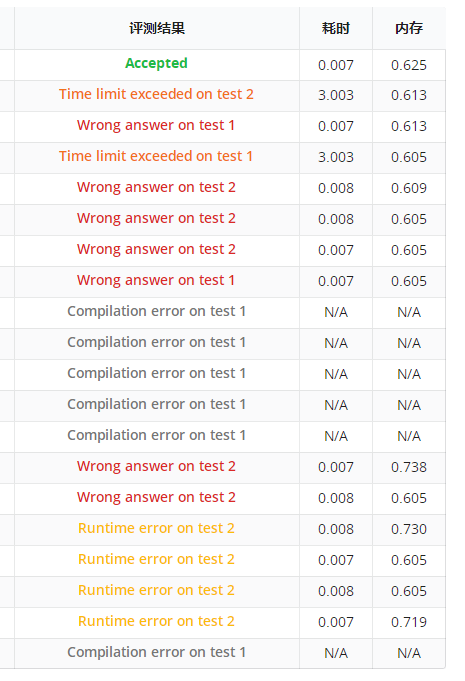 评测结果 耗时 内存
Accepted 0.007 0.625
Time limit exceeded on test 2 3.003 0.613
Wrong answer on test 1 0.007 0.613
Time limit exceeded on test 1 3.003 0.605
Wrong answer on test 2 0.008 0.609
Wrong answer on test 2 0.008 0.605
Wrong answer on test 2 0.007 0.605
Wrong answer on test 1 0.007 0.605
Compilation error on test 1 N/A N/A
Compilation error on test 1 N/A N/A
Compilation error on test 1 N/A N/A
Compilation error on test 1 N/A N/A
Compilation error on test 1 N/A N/A
Wrong answer on test 2 0.007 0.738
Wrong answer on test 2 0.008 0.605
Runtime error on test 2 0.008 0.730
Runtime error on test 2 0.007 0.605
Runtime error on test 2 0.008 0.605
Runtime error on test 2 0.007 0.719
Compilation error on test 1 N/A N/A